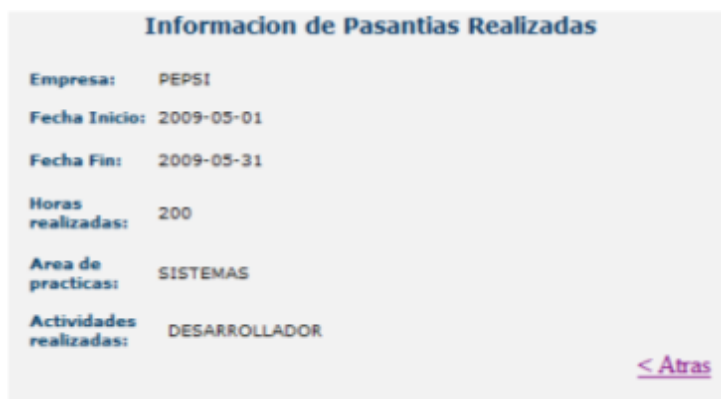 Informacion de Pasantias Realizadas
Empresa: PEPSI
Fecha Inicio: 2009-05-01
Fecha Fin: 2009-05-31
Horas
realizadas: 200
Area de
practicas: SISTEMAS
Actividades
realizadas: DESARROLLADOR
< Atras